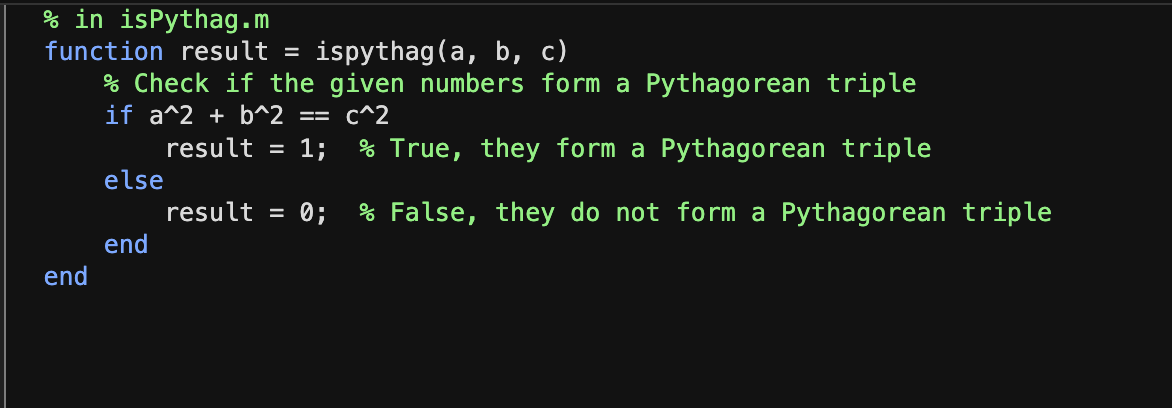 % in isPythag.m
function result = ispythag(a, b, c)
    % Check if the given numbers form a Pythagorean triple
    if a^2 + b^2 == c^2
        result = 1;  % True, they form a Pythagorean triple
    else
        result = 0;  % False, they do not form a Pythagorean triple
    end
end